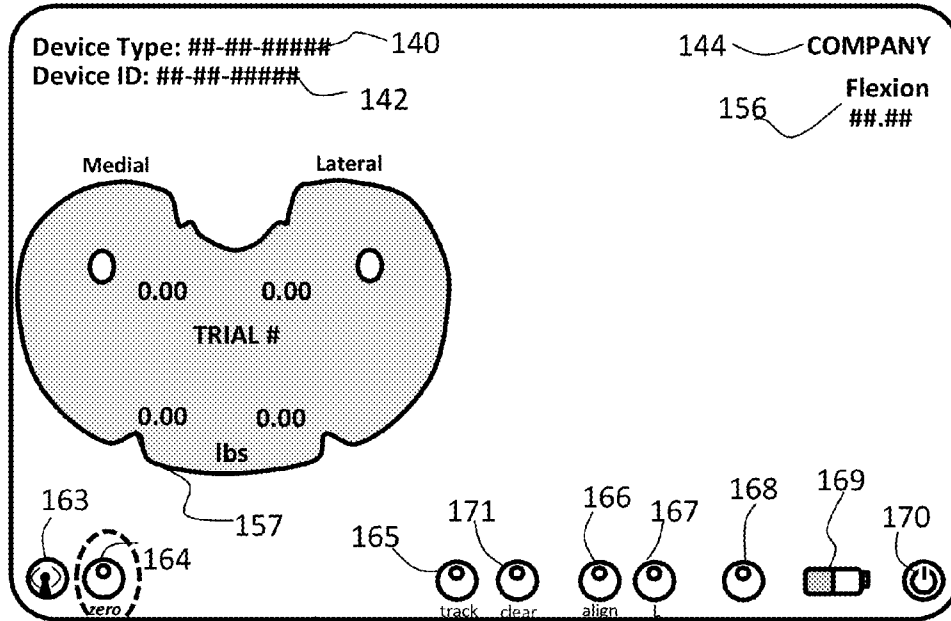 Device Type: ##-##-##### 140
144 COMPANY
Device ID: ##-##-#####
142
Flexion
156 ##.##
Medial Lateral
0.00 0.00
TRIAL #
0.00 0.00
lbs
163 157 165 171 166 167 168 169 170
164
zero track clear align L